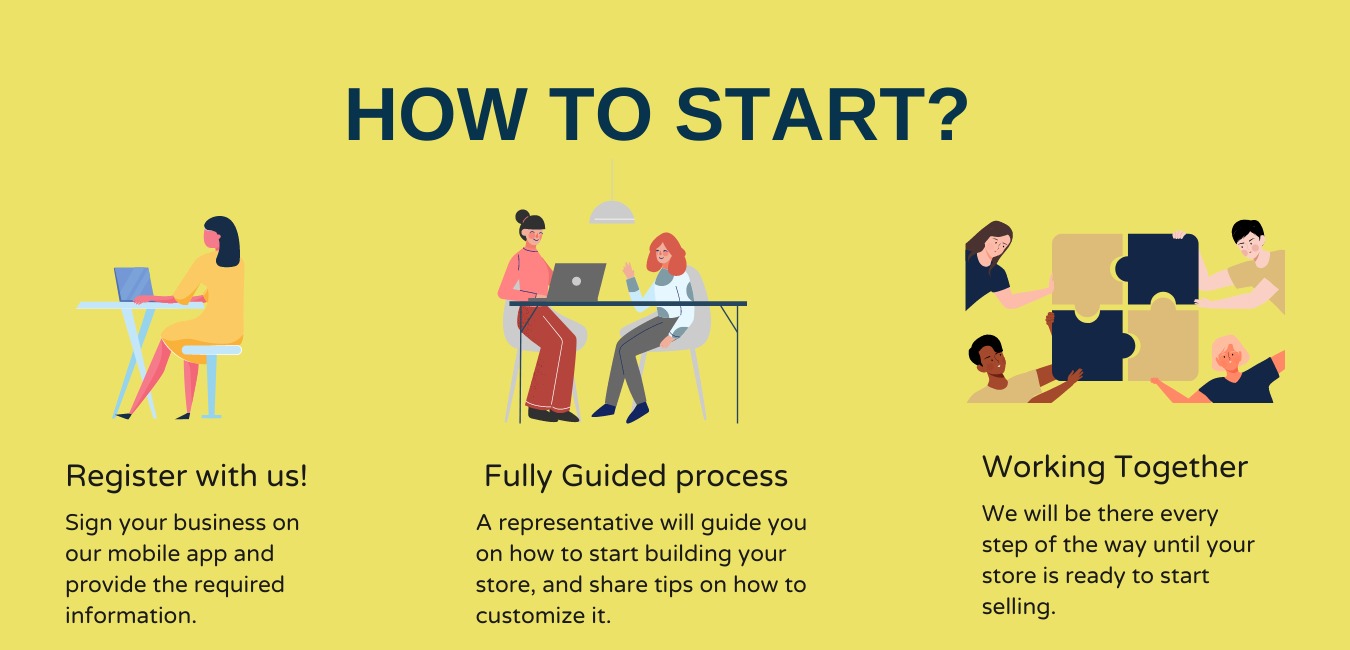 HOW TO START?
Register with us!
Sign your business on
our mobile app and
provide the required
information.
Fully Guided process
A representative will guide you
on how to start building your
store, and share tips on how to
customize it.
Working Together
We will be there every
step of the way until your
store is ready to start
selling.